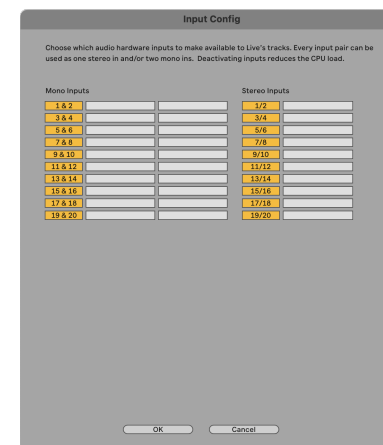 Input Config
Choose which audio hardware inputs to make available to Live's tracks. Every input pair can be
used as one stereo in and/or two mono ins.  Deactivating inputs reduces the CPU load.
Mono Inputs Stereo Inputs
1 & 2 1/2
3 & 4 3/4
5 & 6 5/6
7 & 8 7/8
9 & 10 9/10
11 & 12 11/12
13 & 14 13/14
15 & 16 15/16
17 & 18 17/18
19 & 20 19/20
OK Cancel